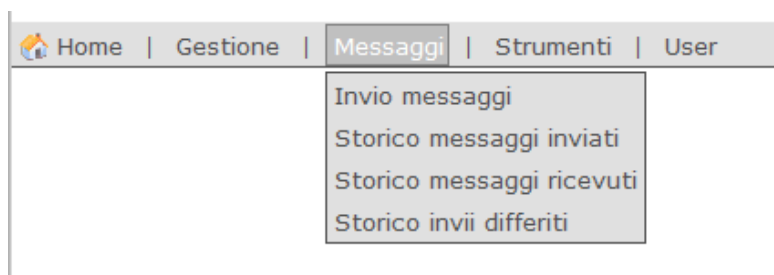 Home | Gestione | Messaggi | Strumenti | User
Invio messaggi
Storico messaggi inviati
Storico messaggi ricevuti
Storico invii differiti